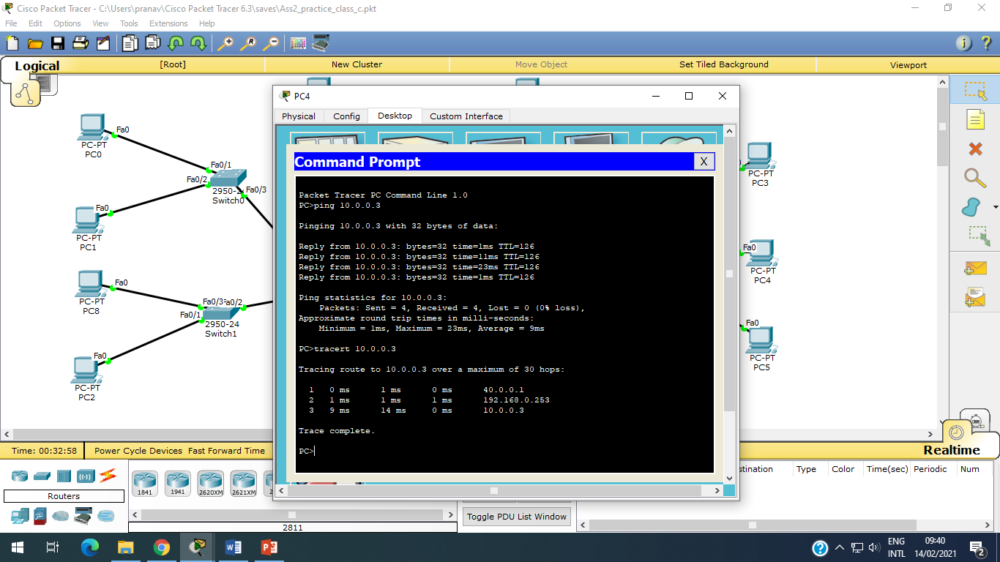 Cisco Packet Tracer - C:\Users\pranav\Cisco Packet Tracer 6.3\saves\Ass2_practice_class_c.pkt
File Edit Options View Tools Extensions Help
Logical [Root] New Cluster Move Object Set Tiled Background Viewport
PC4
Physical Config Desktop Custom Interface
Command Prompt X
Packet Tracer PC Command Line 1.0
PC>ping 10.0.0.3
Pinging 10.0.0.3 with 32 bytes of data:
Reply from 10.0.0.3: bytes=32 time=1ms TTL=126
Reply from 10.0.0.3: bytes=32 time=11ms TTL=126
Reply from 10.0.0.3: bytes=32 time=23ms TTL=126
Reply from 10.0.0.3: bytes=32 time=1ms TTL=126
Ping statistics for 10.0.0.3:
Packets: Sent = 4, Received = 4, Lost = 0 (0% loss),
Approximate round trip times in milli-seconds:
Minimum = 1ms, Maximum = 23ms, Average = 9ms
PC>tracert 10.0.0.3
Tracing route to 10.0.0.3 over a maximum of 30 hops:
1 0 ms 1 ms 0 ms 40.0.0.1
2 1 ms 1 ms 1 ms 192.168.0.253
3 9 ms 14 ms 0 ms 10.0.0.3
Trace complete.
PC>
Fa0
PC-PT
PC0
Fa0/1
Fa0/2
Fa0/3
2950-2
Switch0
Fa0
PC-PT
PC1
Fa0
PC-PT
PC8
Fa0/3 a0/2
Fa0/1
2950-24
Switch1
Fa0
PC-PT
PC2
PC-PT
PC3
Fa0
PC-PT
PC4
Fa0
PC-PT
PC5
Time: 00:32:58 Power Cycle Devices Fast Forward Time Realtime
Routers
1841 1941 2620XM 2621XM
2811
Toggle PDU List Window
stination Type Color Time(sec) Periodic Num
ENG
INTL
09:40
14/02/2021
2